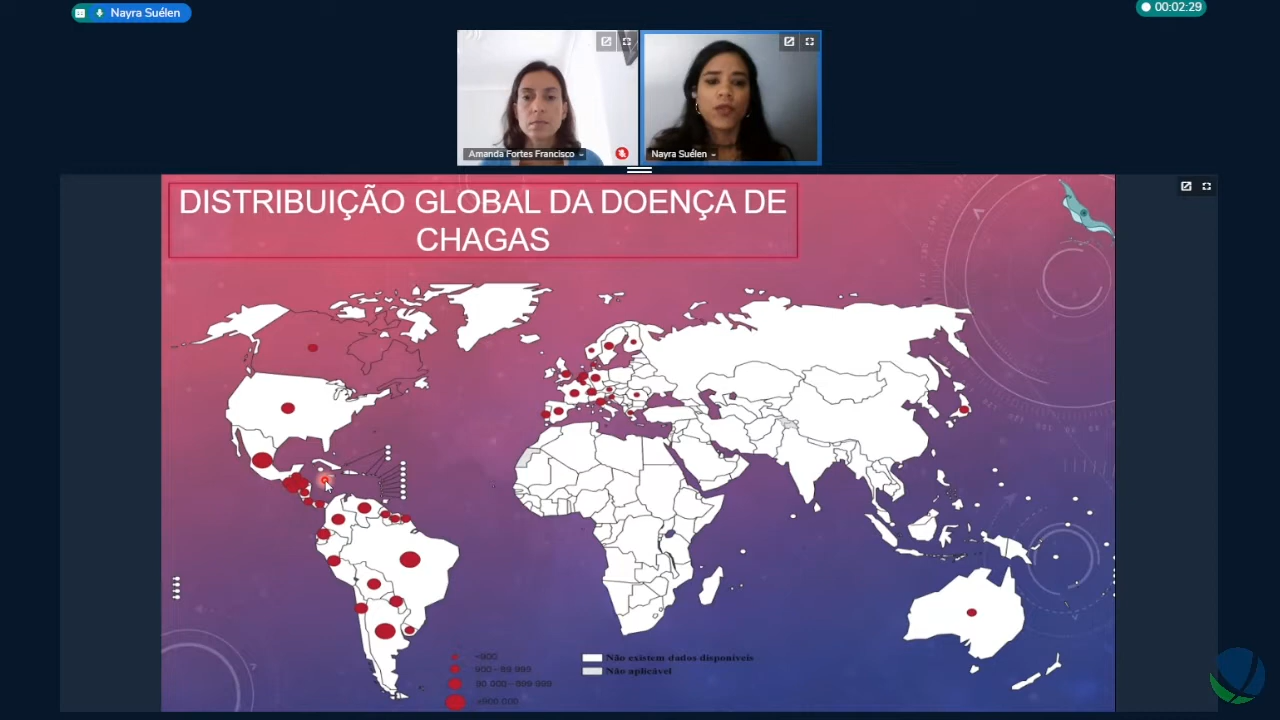 Nayra Suélen
00:02:29
Amanda Fortes Francisco
Nayra Suélen
DISTRIBUIÇÃO GLOBAL DA DOENÇA DE
CHAGAS
<900
900 – 89 999
90 000 – 899 999
>900 000
Não existem dados disponíveis
Não aplicável